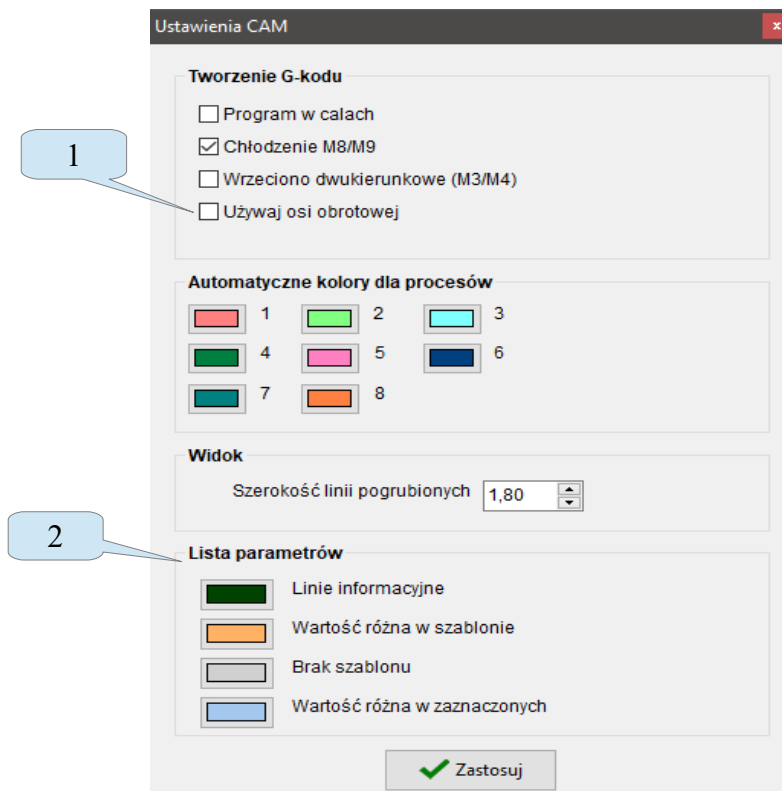 Ustawienia CAM
x
Tworzenie G-kodu
Program w calach
1
Chłodzenie M8/M9
Wrzeciono dwukierunkowe (M3/M4)
Używaj osi obrotowej
Automatyczne kolory dla procesów
1 2 3
4 5 6
7 8
Widok
Szerokość linii pogrubionych 1,80
2
Lista parametrów
Linie informacyjne
Wartość różna w szablonie
Brak szablonu
Wartość różna w zaznaczonych
Zastosuj